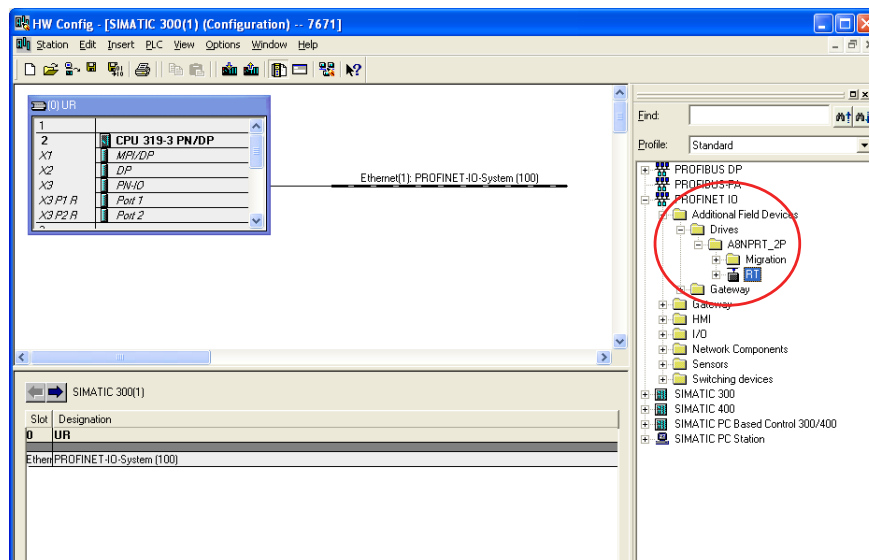 HW Config - [SIMATIC 300(1) (Configuration) -- 7671]
Station Edit Insert PLC View Options Window Help
(0) UR
1
2 CPU 319-3 PN/DP
X1 MPI/DP
X2 DP
X3 PN-IO
X3 P1 R Port 1
X3 P2 R Port 2
Ethernet(1): PROFINET-IO-System (100)
Find:
Profile: Standard
PROFIBUS DP
PROFIBUS-PA
PROFINET IO
Additional Field Devices
Drives
A8NPRT_2P
Migration
RT
Gateway
Gateway
HMI
I/O
Network Components
Sensors
Switching devices
SIMATIC 300
SIMATIC 400
SIMATIC PC Based Control 300/400
SIMATIC PC Station
SIMATIC 300(1)
Slot Designation
0 UR
Ethern PROFINET-IO-System (100)